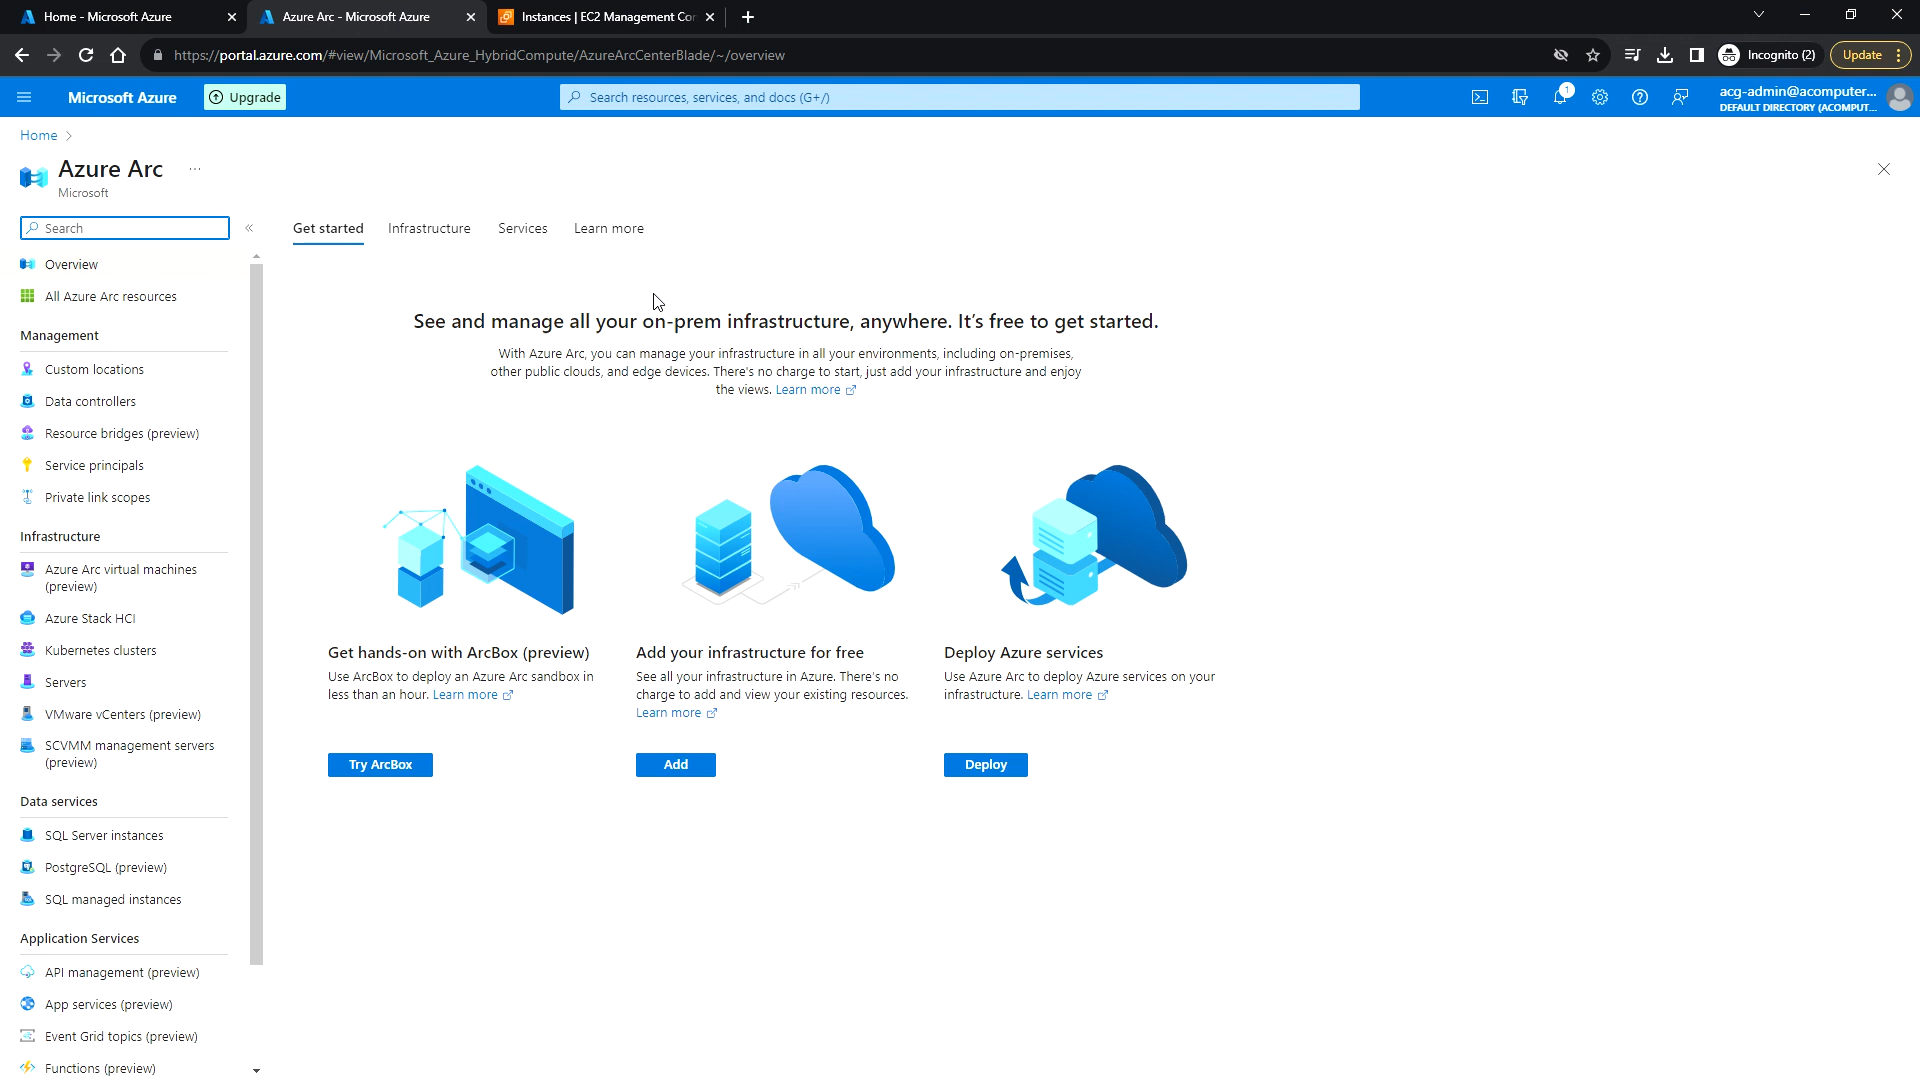 Home - Microsoft Azure
Azure Arc - Microsoft Azure
Instances | EC2 Management Cor
https://portal.azure.com/#view/Microsoft_Azure_HybridCompute/AzureArcCenterBlade/~/overview
Incognito (2)
Update
Microsoft Azure
Upgrade
Search resources, services, and docs (G+/)
1
acg-admin@acomputer...
DEFAULT DIRECTORY (ACOMPUT...
Home
Azure Arc
...
Microsoft
Search
Get started
Infrastructure
Services
Learn more
Overview
All Azure Arc resources
Management
Custom locations
Data controllers
Resource bridges (preview)
Service principals
Private link scopes
Infrastructure
Azure Arc virtual machines
(preview)
Azure Stack HCI
Kubernetes clusters
Servers
VMware vCenters (preview)
SCVMM management servers
(preview)
Data services
SQL Server instances
PostgreSQL (preview)
SQL managed instances
Application Services
API management (preview)
App services (preview)
Event Grid topics (preview)
Functions (preview)
See and manage all your on-prem infrastructure, anywhere. It's free to get started.
With Azure Arc, you can manage your infrastructure in all your environments, including on-premises,
other public clouds, and edge devices. There's no charge to start, just add your infrastructure and enjoy
the views. Learn more
Get hands-on with ArcBox (preview)
Use ArcBox to deploy an Azure Arc sandbox in
less than an hour. Learn more
Try ArcBox
Add your infrastructure for free
See all your infrastructure in Azure. There's no
charge to add and view your existing resources.
Learn more
Add
Deploy Azure services
Use Azure Arc to deploy Azure services on your
infrastructure. Learn more
Deploy